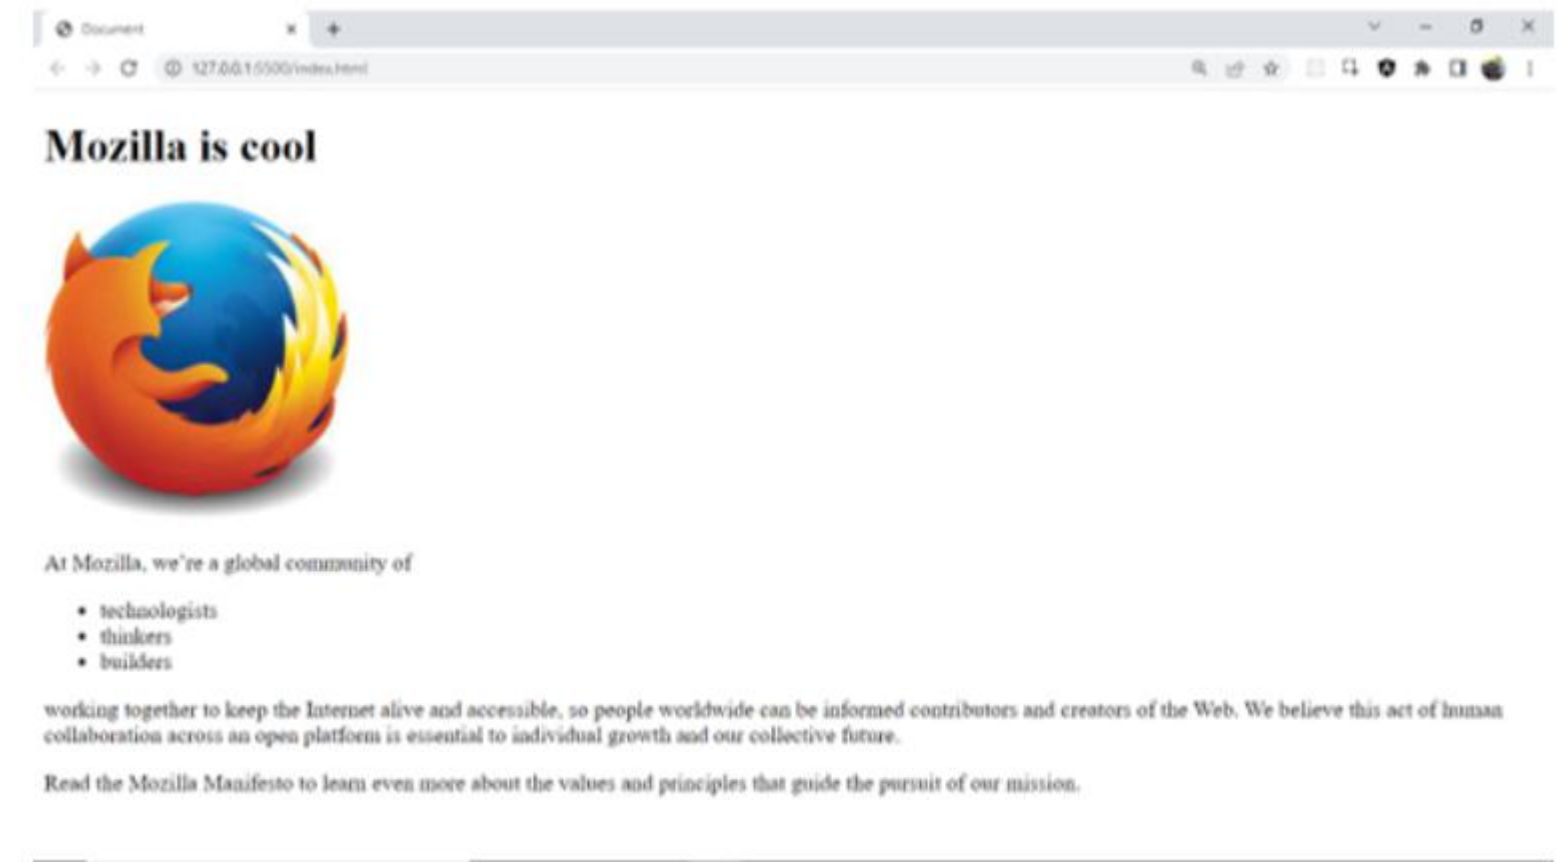 Document
127.0.0.1:5500/index.html
Mozilla is cool
At Mozilla, we're a global community of
• technologists
• thinkers
• builders
working together to keep the Internet alive and accessible, so people worldwide can be informed contributors and creators of the Web. We believe this act of human
collaboration across an open platform is essential to individual growth and our collective future.
Read the Mozilla Manifesto to learn even more about the values and principles that guide the pursuit of our mission.